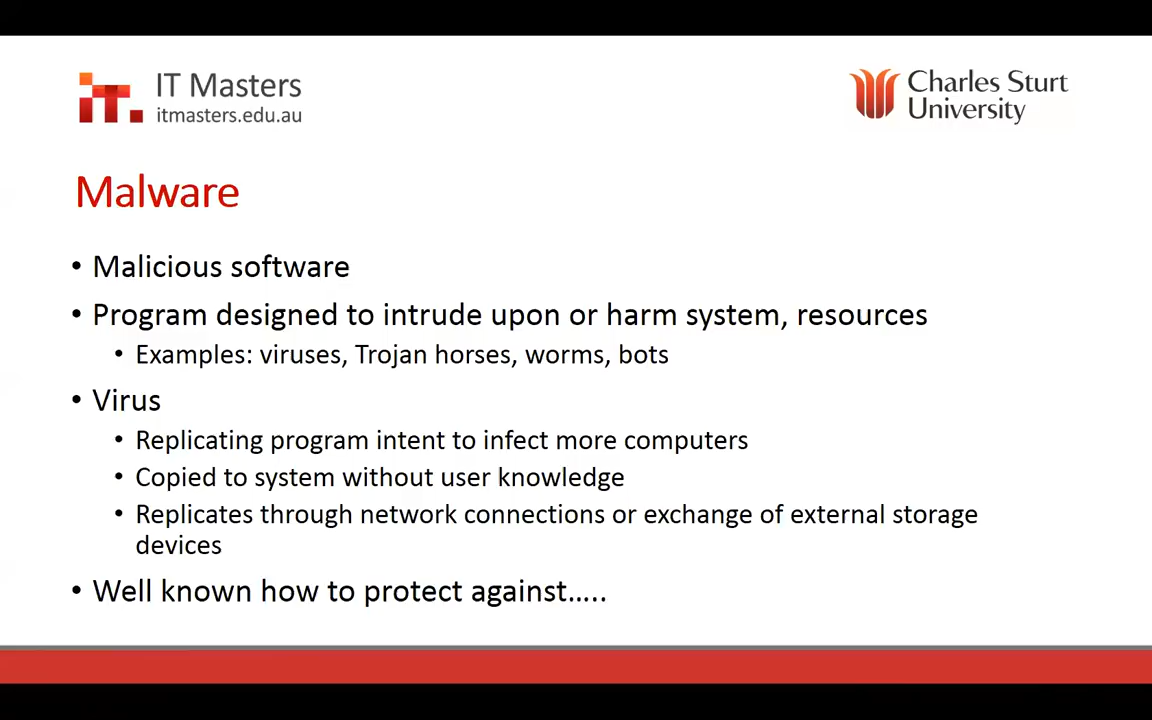 IT Masters
itmasters.edu.au
Charles Sturt
University
Malware
• Malicious software
• Program designed to intrude upon or harm system, resources
• Examples: viruses, Trojan horses, worms, bots
• Virus
• Replicating program intent to infect more computers
• Copied to system without user knowledge
• Replicates through network connections or exchange of external storage
devices
• Well known how to protect against…..